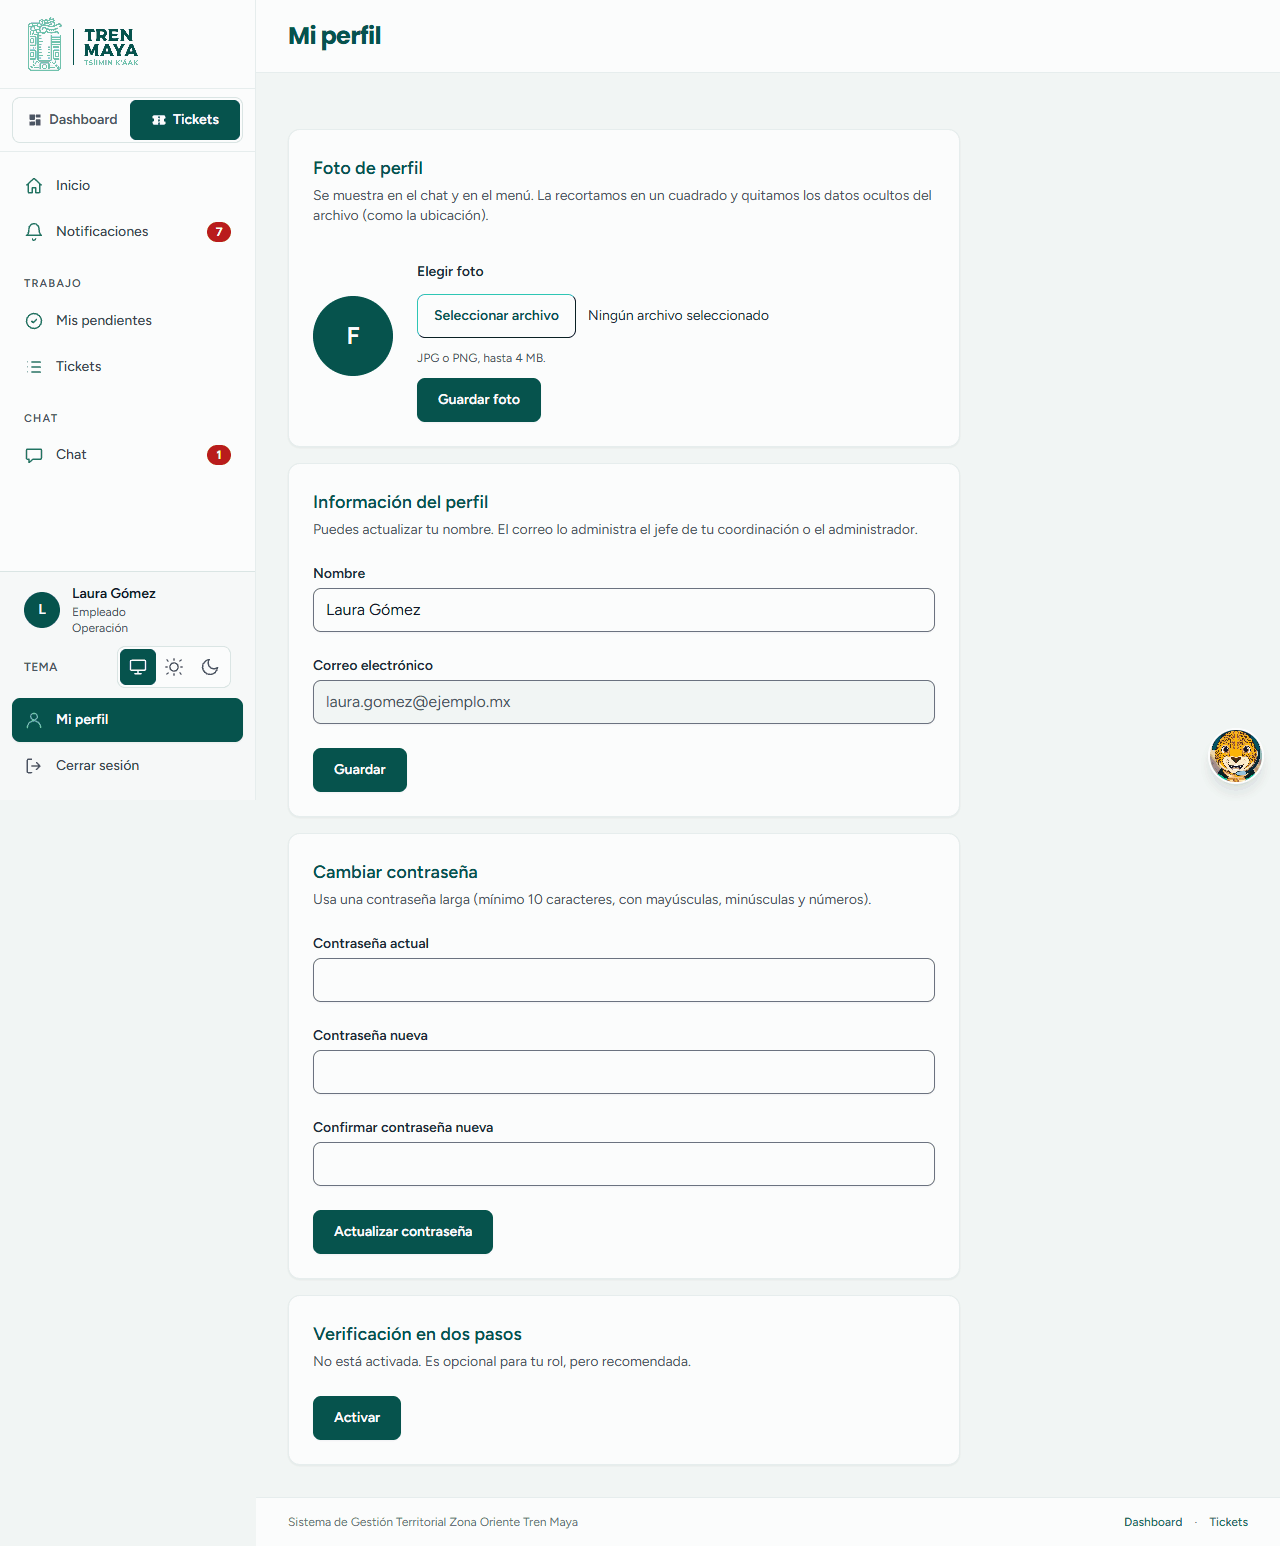 TREN
MAYA
TSÍIMIN K'ÁAK
Dashboard
Tickets
Inicio
Notificaciones
7
TRABAJO
Mis pendientes
Tickets
CHAT
Chat
1
L
Laura Gómez
Empleado
Operación
TEMA
Mi perfil
Cerrar sesión
Mi perfil
Foto de perfil
Se muestra en el chat y en el menú. La recortamos en un cuadrado y quitamos los datos ocultos del
archivo (como la ubicación).
F
Elegir foto
Seleccionar archivo
Ningún archivo seleccionado
JPG o PNG, hasta 4 MB.
Guardar foto
Información del perfil
Puedes actualizar tu nombre. El correo lo administra el jefe de tu coordinación o el administrador.
Nombre
Laura Gómez
Correo electrónico
laura.gomez@ejemplo.mx
Guardar
Cambiar contraseña
Usa una contraseña larga (mínimo 10 caracteres, con mayúsculas, minúsculas y números).
Contraseña actual
Contraseña nueva
Confirmar contraseña nueva
Actualizar contraseña
Verificación en dos pasos
No está activada. Es opcional para tu rol, pero recomendada.
Activar
Sistema de Gestión Territorial Zona Oriente Tren Maya
Dashboard · Tickets